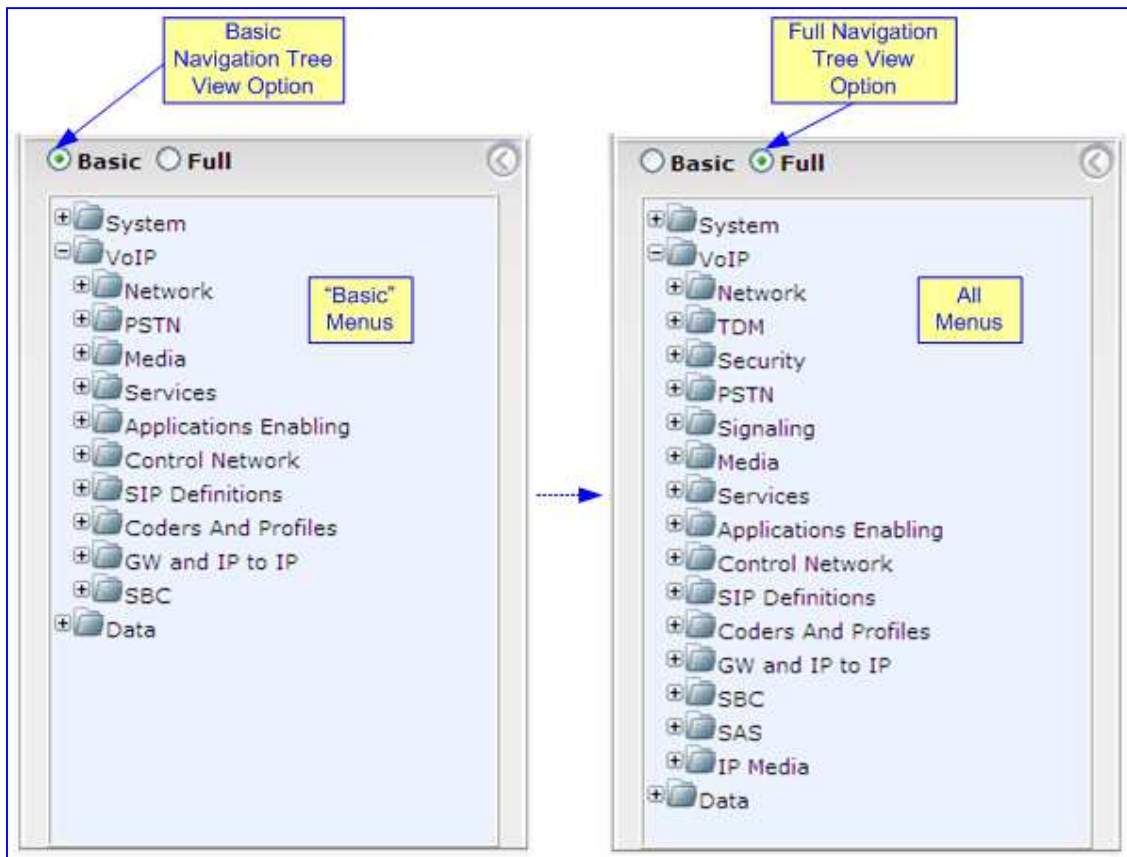 Basic
Navigation Tree
View Option
Full Navigation
Tree View
Option
Basic Full
System
VoIP
Network
PSTN
Media
Services
Applications Enabling
Control Network
SIP Definitions
Coders And Profiles
GW and IP to IP
SBC
Data
"Basic"
Menus
Basic Full
System
VoIP
Network
TDM
Security
PSTN
Signaling
Media
Services
Applications Enabling
Control Network
SIP Definitions
Coders And Profiles
GW and IP to IP
SBC
SAS
IP Media
Data
All
Menus